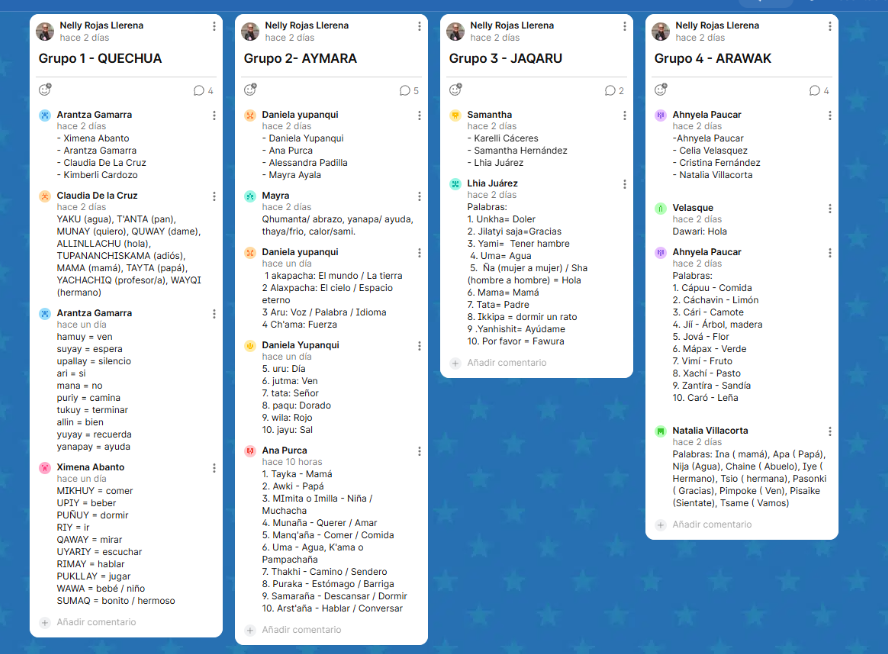 Nelly Rojas Llerena
hace 2 días
Grupo 1 - QUECHUA
4
Arantza Gamarra
hace 2 días
- Ximena Abanto
- Arantza Gamarra
- Claudia De La Cruz
- Kimberli Cardozo
Claudia De la Cruz
hace 2 días
YAKU (agua), T'ANTA (pan),
MUNAY (quiero), QUWAY (dame),
ALLINLLACHU (hola),
TUPANANCHISKAMA (adiós),
MAMA (mamá), TAYTA (papá),
YACHACHIQ (profesor/a), WAYQI
(hermano)
Arantza Gamarra
hace un día
hamuy = ven
suyay = espera
upallay = silencio
ari = si
mana = no
puriy = camina
tukuy = terminar
allin = bien
yuyay = recuerda
yanapay = ayuda
Ximena Abanto
hace un día
MIKHUY = comer
UPIY = beber
PUÑUY = dormir
RIY = ir
QAWAY = mirar
UYARIY = escuchar
RIMAY = hablar
PUKLLAY = jugar
WAWA = bebé / niño
SUMAQ = bonito / hermoso
Añadir comentario
Nelly Rojas Llerena
hace 2 días
Grupo 2- AYMARA
5
Daniela yupanqui
hace 2 días
- Daniela Yupanqui
- Ana Purca
- Alessandra Padilla
- Mayra Ayala
Mayra
hace 2 días
Qhumanta/ abrazo, yanapa/ ayuda,
thaya/frio, calor/sami.
Daniela yupanqui
hace un día
1 akapacha: El mundo / La tierra
2 Alaxpacha: El cielo / Espacio
eterno
3 Aru: Voz / Palabra / Idioma
4 Ch'ama: Fuerza
Daniela Yupanqui
hace un día
5. uru: Día
6. jutma: Ven
7. tata: Señor
8. paqu: Dorado
9. wila: Rojo
10. jayu: Sal
Ana Purca
hace 10 horas
1. Tayka - Mamá
2. Awki - Papá
3. MImita o Imilla - Niña /
Muchacha
4. Munaña - Querer / Amar
5. Manq'aña - Comer / Comida
6. Uma - Agua, K'ama o
Pampachaña
7. Thakhi - Camino / Sendero
8. Puraka - Estómago / Barriga
9. Samaraña - Descansar / Dormir
10. Arst'aña - Hablar / Conversar
Añadir comentario
Nelly Rojas Llerena
hace 2 días
Grupo 3 - JAQARU
2
Samantha
hace 2 días
- Karelli Cáceres
- Samantha Hernández
- Lhia Juárez
Lhia Juárez
hace 2 días
Palabras:
1. Unkha= Doler
2. Jilatyi saja=Gracias
3. Yami= Tener hambre
4. Uma= Agua
5. Ña (mujer a mujer) / Sha
(hombre a hombre) = Hola
6. Mama= Mamá
7. Tata= Padre
8. Ikkipa = dormir un rato
9 .Yanhishit= Ayúdame
10. Por favor = Fawura
Añadir comentario
Nelly Rojas Llerena
hace 2 días
Grupo 4 - ARAWAK
4
Ahnyela Paucar
hace 2 días
-Ahnyela Paucar
- Celia Velasquez
- Cristina Fernández
- Natalia Villacorta
Velasque
hace 2 días
Dawari: Hola
Ahnyela Paucar
hace 2 días
Palabras:
1. Cápuu - Comida
2. Cáchavin - Limón
3. Cári - Camote
4. Jíí - Árbol, madera
5. Jová - Flor
6. Mápax - Verde
7. Vimí - Fruto
8. Xachí - Pasto
9. Zantíra - Sandía
10. Caró - Leña
Natalia Villacorta
hace 2 días
Palabras: Ina ( mamá), Apa ( Papá),
Nija (Agua), Chaine ( Abuelo), Iye (
Hermano), Tsio ( hermana), Pasonki
( Gracias), Pimpoke ( Ven), Pisaike
(Sientate), Tsame ( Vamos)
Añadir comentario